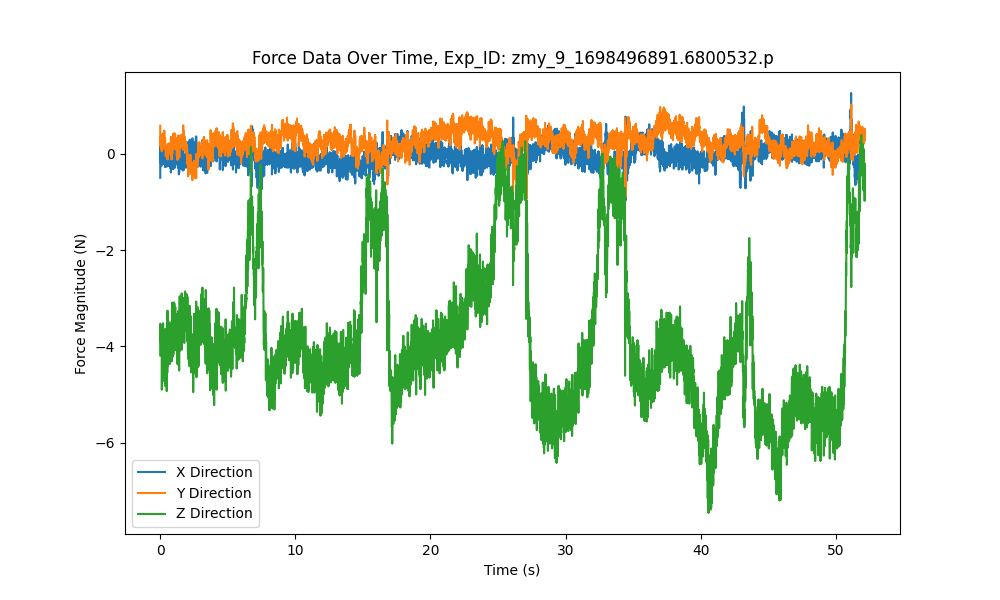 Force Data Over Time, Exp_ID: zmy_9_1698496891.6800532.p
Force Magnitude (N)
0
−2
−4
−6
X Direction
Y Direction
Z Direction
0 10 20 30 40 50
Time (s)